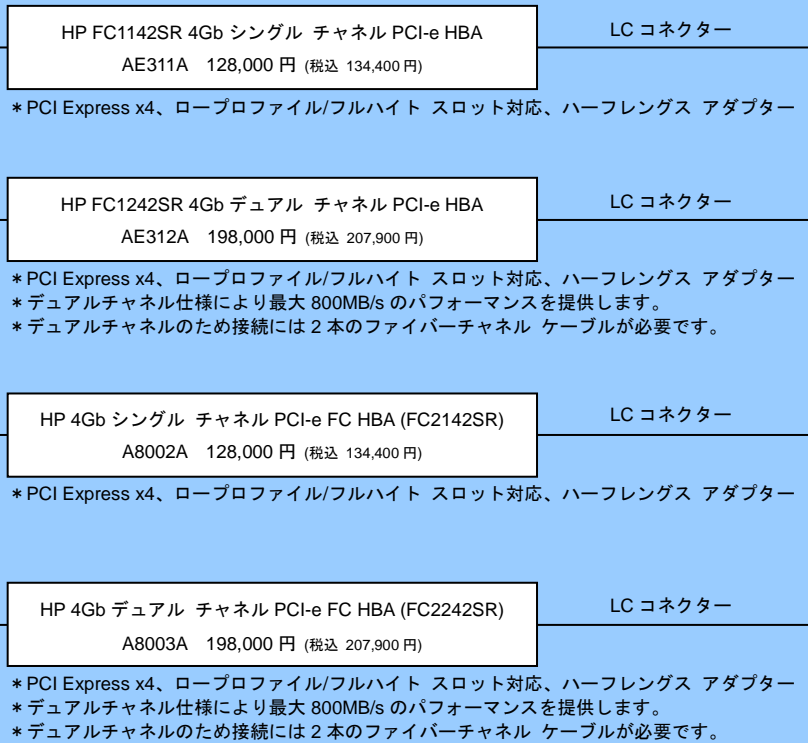 HP FC1142SR 4Gb シングル チャネル PCI-e HBA
LC コネクター
AE311A 128,000 円 (税込 134,400 円)
＊PCI Express x4、ロープロファイル/フルハイト スロット対応、ハーフレングス アダプター
HP FC1242SR 4Gb デュアル チャネル PCI-e HBA
LC コネクター
AE312A 198,000 円 (税込 207,900 円)
＊PCI Express x4、ロープロファイル/フルハイト スロット対応、ハーフレングス アダプター
＊デュアルチャネル仕様により最大 800MB/s のパフォーマンスを提供します。
＊デュアルチャネルのため接続には 2 本のファイバーチャネル ケーブルが必要です。
HP 4Gb シングル チャネル PCI-e FC HBA (FC2142SR)
LC コネクター
A8002A 128,000 円 (税込 134,400 円)
＊PCI Express x4、ロープロファイル/フルハイト スロット対応、ハーフレングス アダプター
HP 4Gb デュアル チャネル PCI-e FC HBA (FC2242SR)
LC コネクター
A8003A 198,000 円 (税込 207,900 円)
＊PCI Express x4、ロープロファイル/フルハイト スロット対応、ハーフレングス アダプター
＊デュアルチャネル仕様により最大 800MB/s のパフォーマンスを提供します。
＊デュアルチャネルのため接続には 2 本のファイバーチャネル ケーブルが必要です。